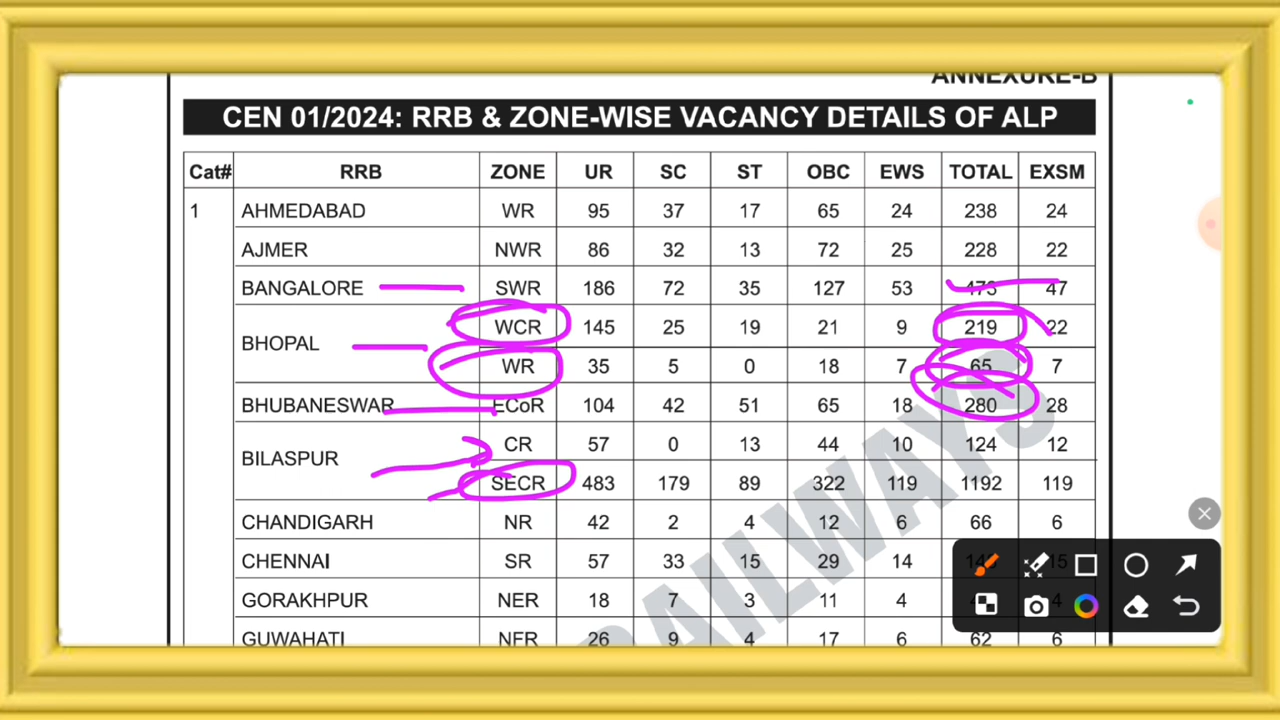 ANNEXURE-B
CEN 01/2024: RRB & ZONE-WISE VACANCY DETAILS OF ALP
Cat# RRB ZONE UR SC ST OBC EWS TOTAL EXSM
1 AHMEDABAD WR 95 37 17 65 24 238 24
AJMER NWR 86 32 13 72 25 228 22
BANGALORE SWR 186 72 35 127 53 473 47
BHOPAL WCR 145 25 19 21 9 219 22
WR 35 5 0 18 7 65 7
BHUBANESWAR ECoR 104 42 51 65 18 280 28
BILASPUR CR 57 0 13 44 10 124 12
SECR 483 179 89 322 119 1192 119
CHANDIGARH NR 42 2 4 12 6 66 6
CHENNAI SR 57 33 15 29 14
GORAKHPUR NER 18 7 3 11 4
GUWAHATI NFR 26 9 4 17 6 62 6
RAILWAYS